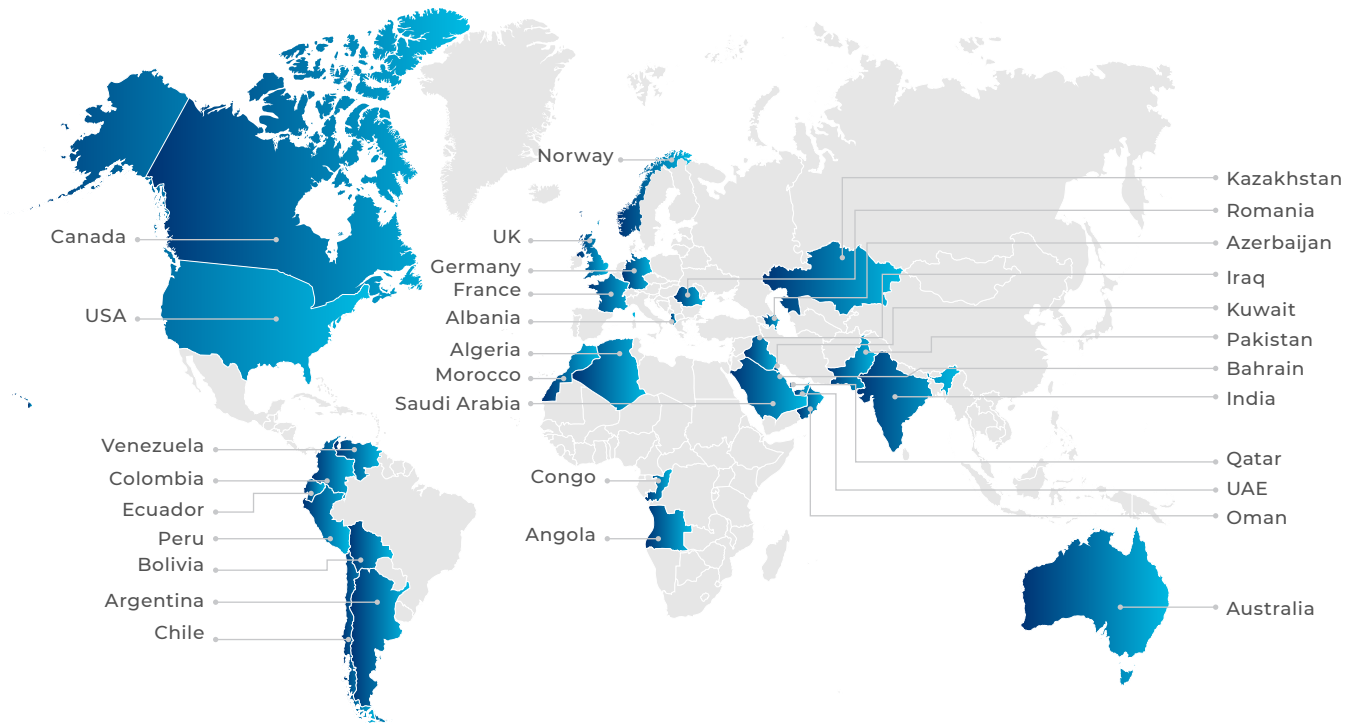 Canada
USA
Venezuela
Colombia
Ecuador
Peru
Bolivia
Argentina
Chile
Norway
UK
Germany
France
Albania
Algeria
Morocco
Saudi Arabia
Congo
Angola
Kazakhstan
Romania
Azerbaijan
Iraq
Kuwait
Pakistan
Bahrain
India
Qatar
UAE
Oman
Australia